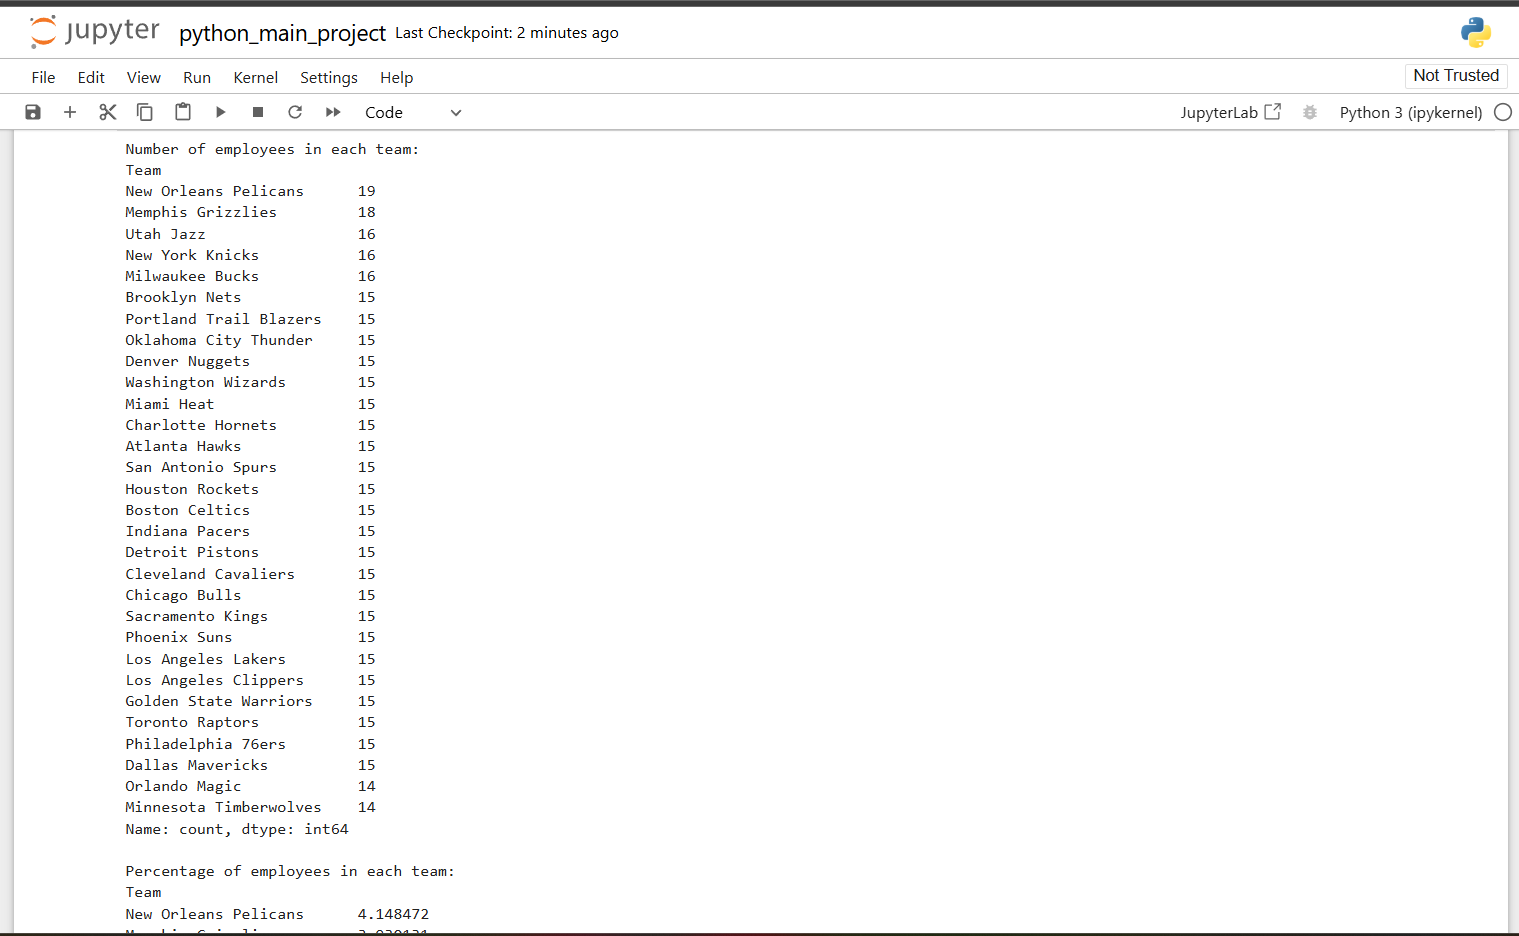 jupyter python_main_project Last Checkpoint: 2 minutes ago
File Edit View Run Kernel Settings Help Not Trusted
Code JupyterLab Python 3 (ipykernel)
Number of employees in each team:
Team
New Orleans Pelicans 19
Memphis Grizzlies 18
Utah Jazz 16
New York Knicks 16
Milwaukee Bucks 16
Brooklyn Nets 15
Portland Trail Blazers 15
Oklahoma City Thunder 15
Denver Nuggets 15
Washington Wizards 15
Miami Heat 15
Charlotte Hornets 15
Atlanta Hawks 15
San Antonio Spurs 15
Houston Rockets 15
Boston Celtics 15
Indiana Pacers 15
Detroit Pistons 15
Cleveland Cavaliers 15
Chicago Bulls 15
Sacramento Kings 15
Phoenix Suns 15
Los Angeles Lakers 15
Los Angeles Clippers 15
Golden State Warriors 15
Toronto Raptors 15
Philadelphia 76ers 15
Dallas Mavericks 15
Orlando Magic 14
Minnesota Timberwolves 14
Name: count, dtype: int64
Percentage of employees in each team:
Team
New Orleans Pelicans 4.148472